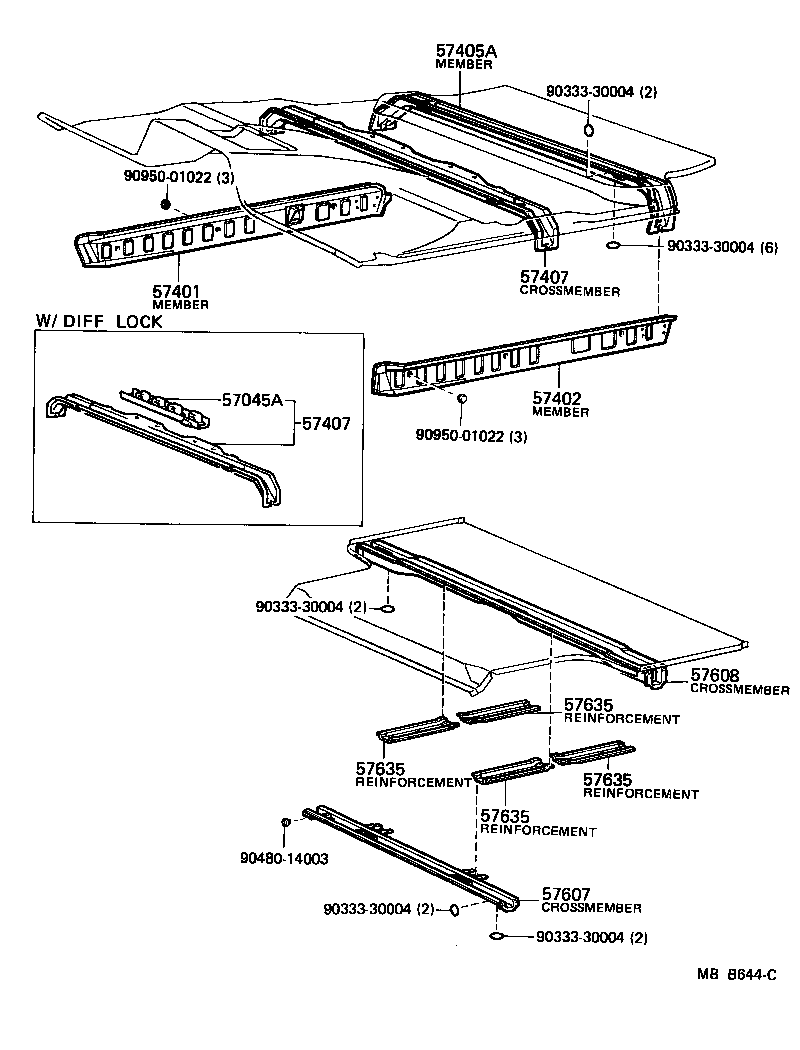 57405A
MEMBER
90333-30004 (2)
90950-01022 (3)
90333-30004 (6)
57407
CROSSMEMBER
57401
MEMBER
W/ DIFF LOCK
57045A
57407
57402
MEMBER
90950-01022 (3)
90333-30004 (2)
57608
CROSSMEMBER
57635
REINFORCEMENT
57635
REINFORCEMENT
57635
REINFORCEMENT
57635
REINFORCEMENT
90480-14003
57607
CROSSMEMBER
90333-30004 (2)
90333-30004 (2)
M8 8644-C